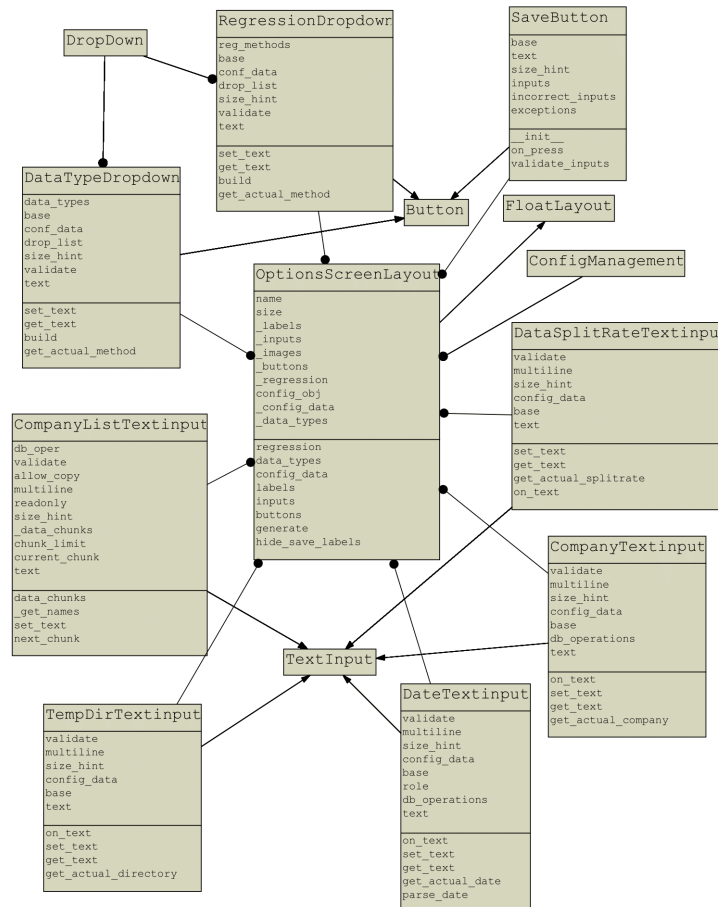 DropDown
RegressionDropdown
reg_methods
base
conf_data
drop_list
size_hint
validate
text
set_text
get_text
build
get_actual_method
SaveButton
base
text
size_hint
inputs
incorrect_inputs
exceptions
__init__
on_press
validate_inputs
DataTypeDropdown
data_types
base
conf_data
drop_list
size_hint
validate
text
set_text
get_text
build
get_actual_method
Button
FloatLayout
ConfigManagement
OptionsScreenLayout
name
size
_labels
_inputs
_images
_buttons
_regression
config_obj
_config_data
_data_types
regression
data_types
config_data
labels
inputs
buttons
generate
hide_save_labels
DataSplitRateTextinpu
validate
multiline
size_hint
config_data
base
text
set_text
get_text
get_actual_splitrate
on_text
CompanyListTextinput
db_oper
validate
allow_copy
multiline
readonly
size_hint
_data_chunks
chunk_limit
current_chunk
text
data_chunks
_get_names
set_text
next_chunk
CompanyTextinput
validate
multiline
size_hint
config_data
base
db_operations
text
on_text
set_text
get_text
get_actual_company
TextInput
TempDirTextinput
validate
multiline
size_hint
config_data
base
text
on_text
set_text
get_text
get_actual_directory
DateTextinput
validate
multiline
size_hint
config_data
base
role
db_operations
text
on_text
set_text
get_text
get_actual_date
parse_date